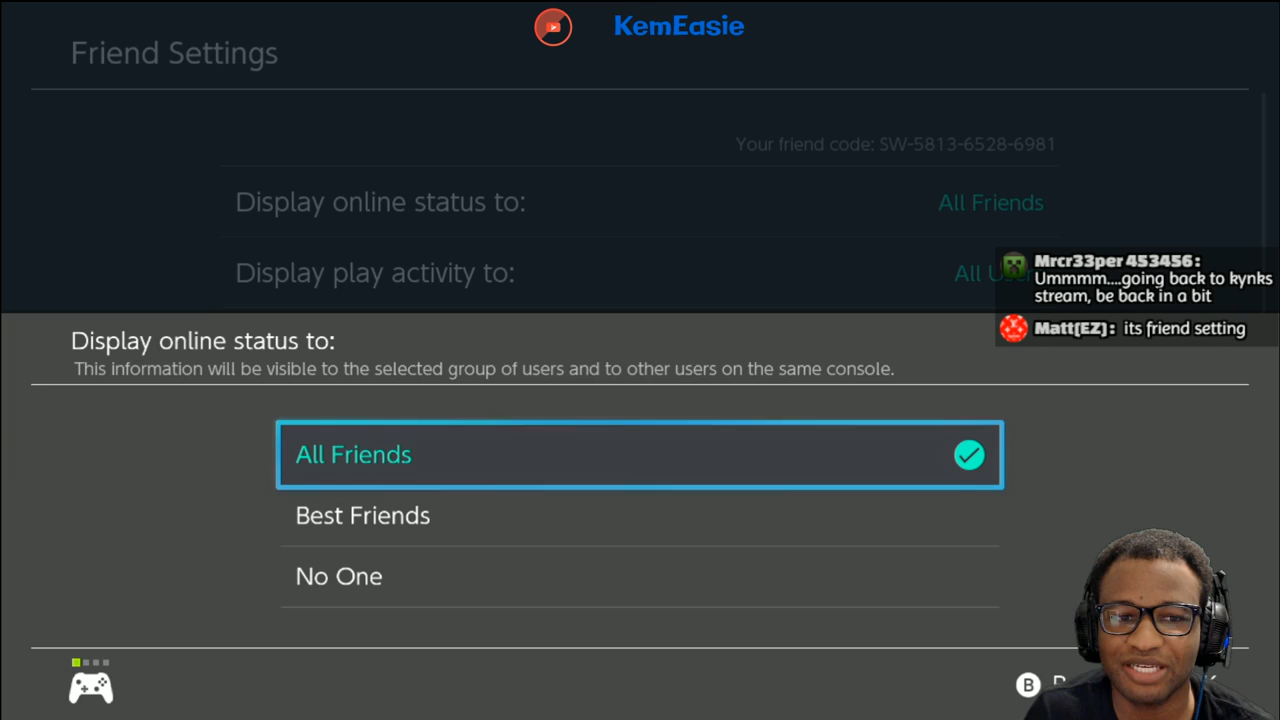 KemEasie
Friend Settings
Your friend code: SW-5813-6528-6981
Display online status to:
All Friends
Display play activity to:
All
Mrcr33per 453456:
Ummmm....going back to kynks
stream, be back in a bit
Matt(EZ): its friend setting
Display online status to:
This information will be visible to the selected group of users and to other users on the same console.
All Friends
Best Friends
No One
B